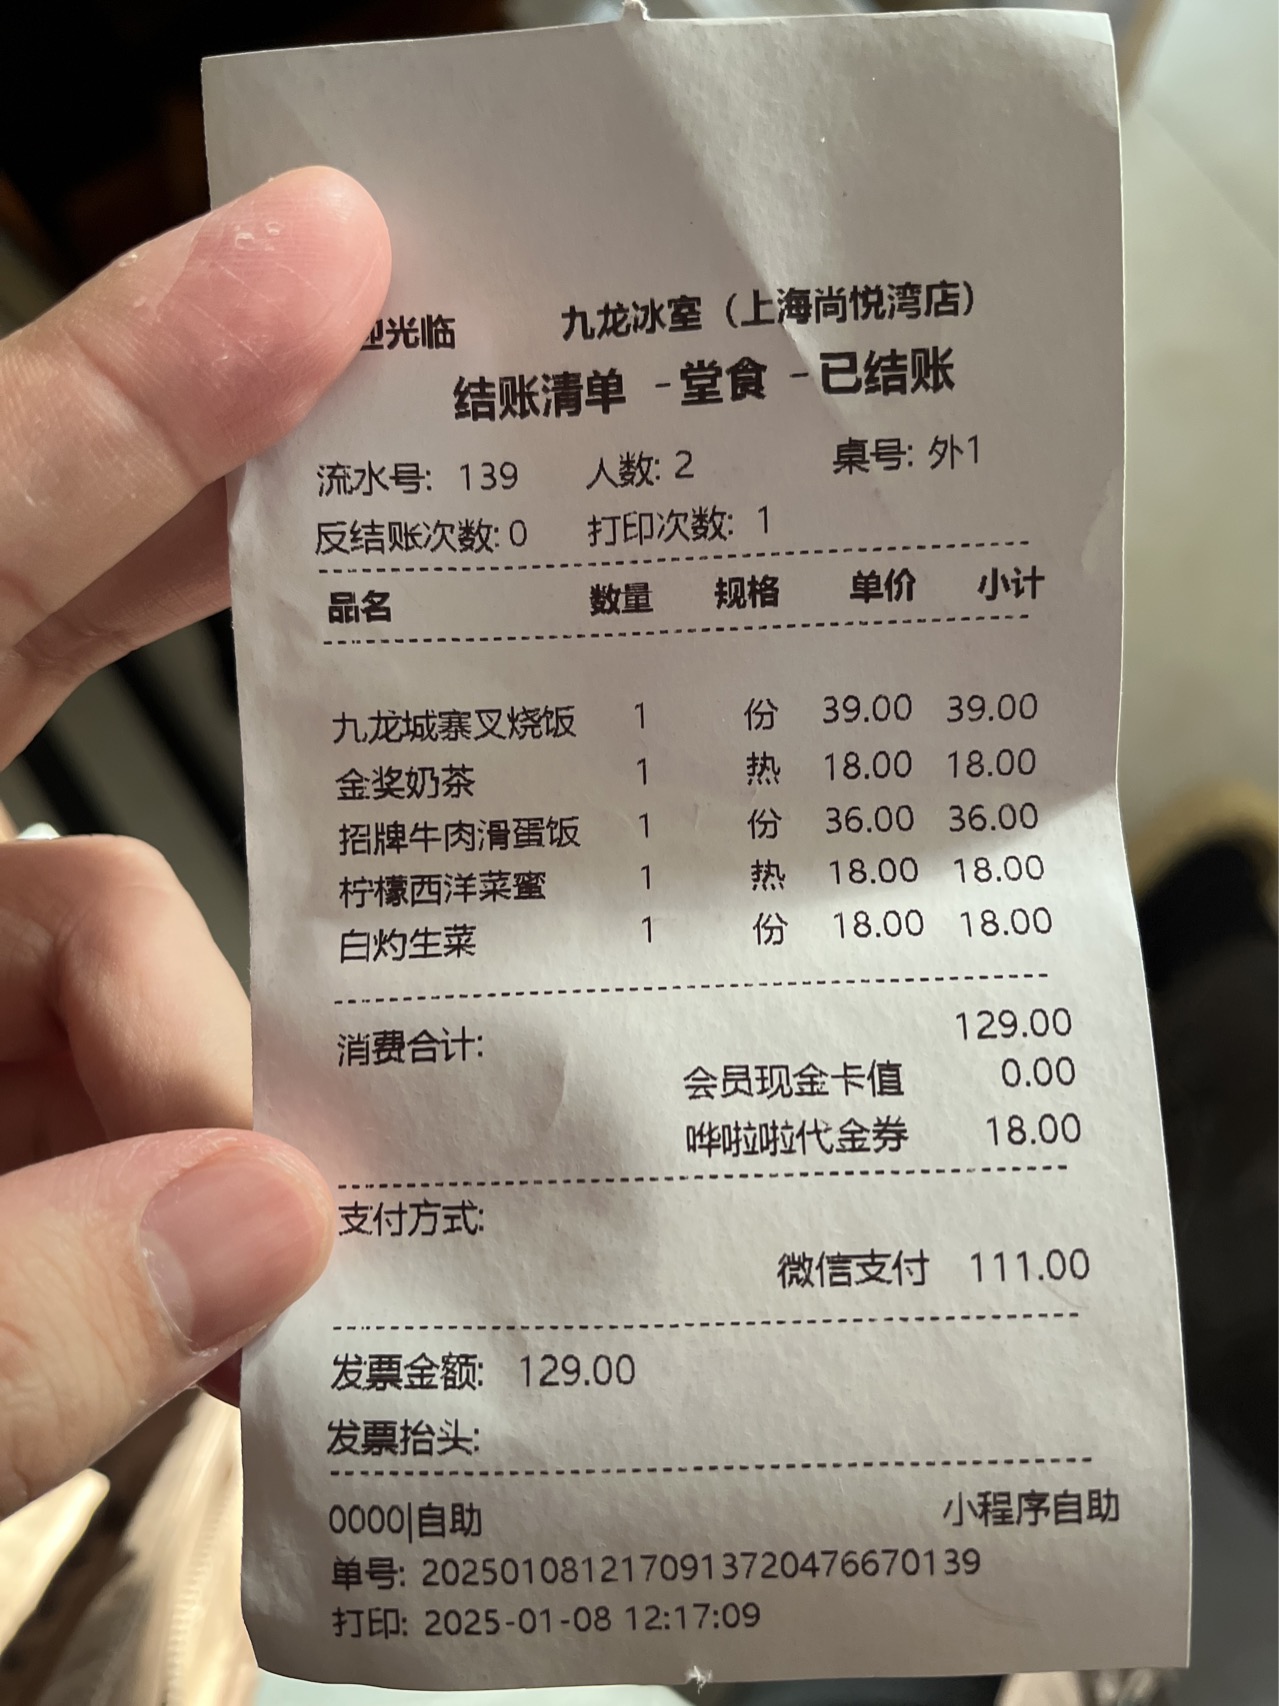 迎光临 九龙冰室（上海尚悦湾店）
结账清单 -堂食 -已结账
流水号: 139 人数: 2 桌号: 外1
反结账次数: 0 打印次数: 1
品名 数量 规格 单价 小计
九龙城寨叉烧饭 1 份 39.00 39.00
金奖奶茶 1 热 18.00 18.00
招牌牛肉滑蛋饭 1 份 36.00 36.00
柠檬西洋菜蜜 1 热 18.00 18.00
白灼生菜 1 份 18.00 18.00
消费合计: 129.00
会员现金卡值 0.00
哗啦啦代金券 18.00
支付方式:
微信支付 111.00
发票金额: 129.00
发票抬头:
0000|自助 小程序自助
单号: 2025010812170913720476670139
打印: 2025-01-08 12:17:09